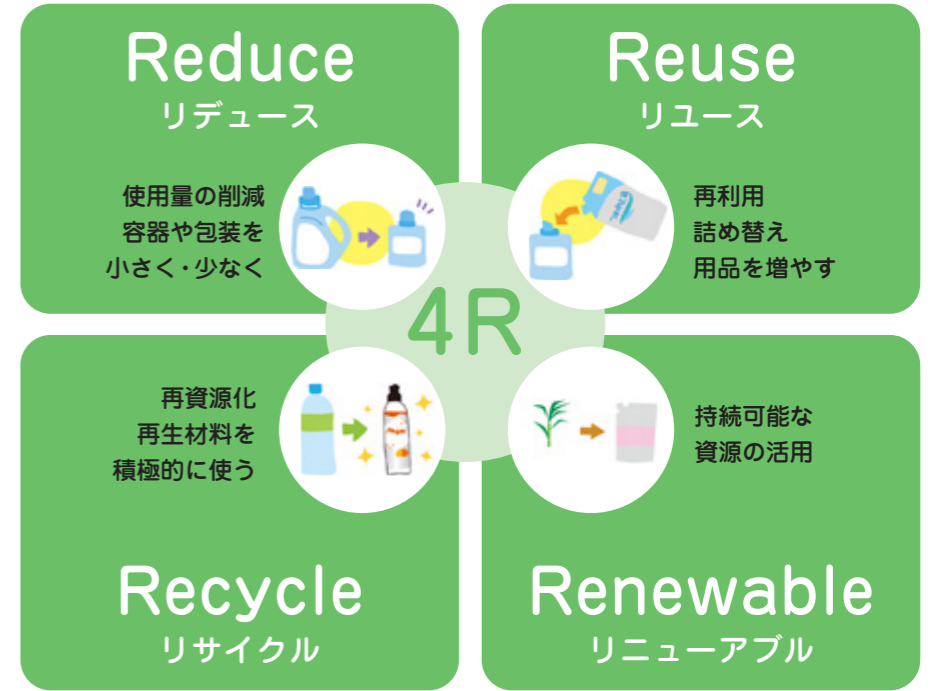 Reduce
リデュース
使用量の削減
容器や包装を
小さく・少なく
Reuse
リユース
再利用
詰め替え
用品を増やす
4R
再資源化
再生材料を
積極的に使う
Recycle
リサイクル
持続可能な
資源の活用
Renewable
リニューアブル